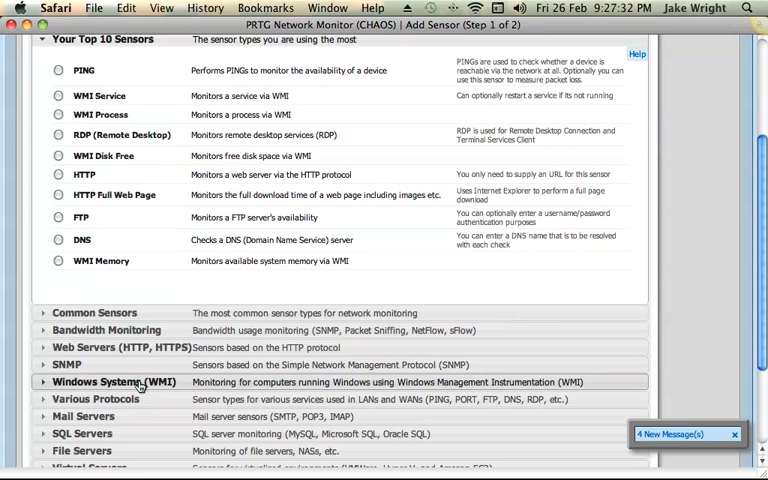 Safari File Edit View History Bookmarks Window Help Fri 26 Feb 9:27:32 PM Jake Wright
PRTG Network Monitor (CHAOS) | Add Sensor (Step 1 of 2)
Your Top 10 Sensors The sensor types you are using the most
Help
PING Performs PINGs to monitor the availability of a device PINGs are used to check whether a device is
reachable via the network at all. Optionally you can
use this sensor to measure packet loss.
WMI Service Monitors a service via WMI Can optionally restart a service if its not running
WMI Process Monitors a process via WMI
RDP (Remote Desktop) Monitors remote desktop services (RDP) RDP is used for Remote Desktop Connection and
Terminal Services Client
WMI Disk Free Monitors free disk space via WMI
HTTP Monitors a web server via the HTTP protocol You only need to supply an URL for this sensor
HTTP Full Web Page Monitors the full download time of a web page including images etc. Uses Internet Explorer to perform a full page
download
FTP Monitors a FTP server's availability You can optionally enter a username/password
authentication purposes
DNS Checks a DNS (Domain Name Service) server You can enter a DNS name that is to be resolved
with each check
WMI Memory Monitors available system memory via WMI
Common Sensors The most common sensor types for network monitoring
Bandwidth Monitoring Bandwidth usage monitoring (SNMP, Packet Sniffing, NetFlow, sFlow)
Web Servers (HTTP, HTTPS) Sensors based on the HTTP protocol
SNMP Sensors based on the Simple Network Management Protocol (SNMP)
Windows Systems (WMI) Monitoring for computers running Windows using Windows Management Instrumentation (WMI)
Various Protocols Sensor types for various services used in LANs and WANs (PING, PORT, FTP, DNS, RDP, etc.)
Mail Servers Mail server sensors (SMTP, POP3, IMAP)
4 New Message(s)
SQL Servers SQL server monitoring (MySQL, Microsoft SQL, Oracle SQL)
File Servers Monitoring of file servers, NASs, etc.
Virtual Servers Sensors for virtualized environments (VMWare, Hyper V, and Amazon EC2)